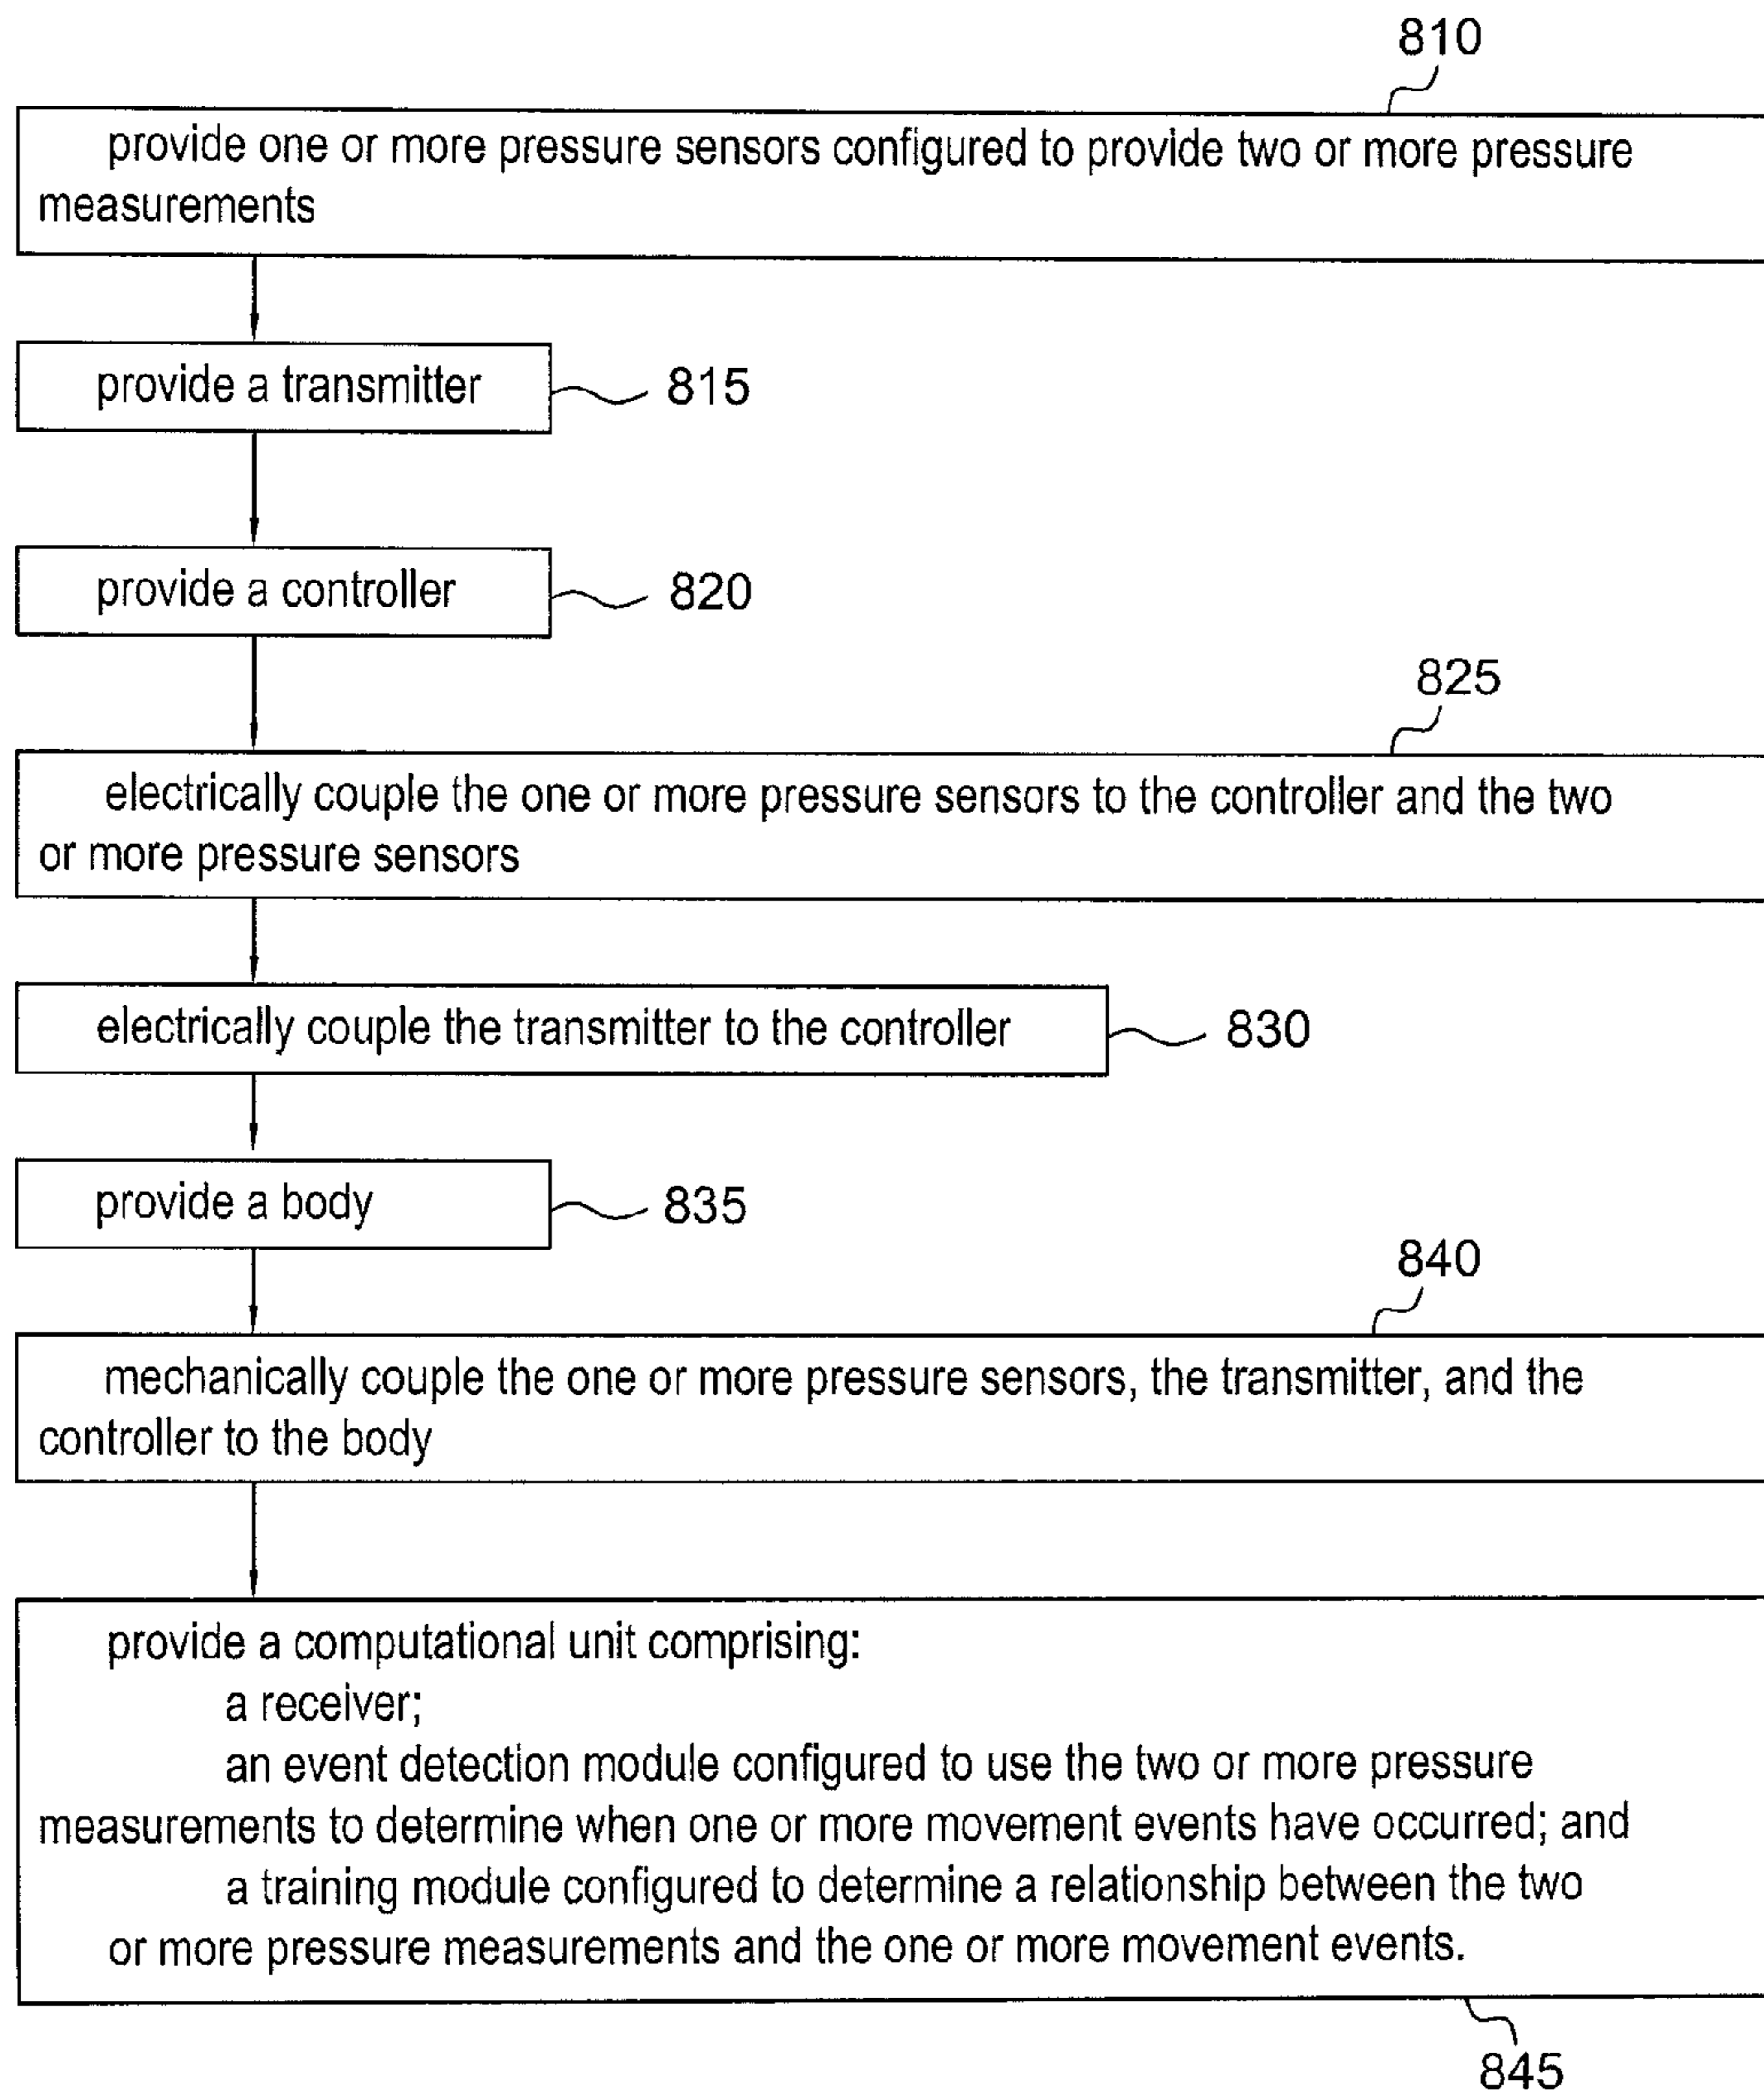 810
provide one or more pressure sensors configured to provide two or more pressure
measurements
provide a transmitter
815
provide a controller
820
825
electrically couple the one or more pressure sensors to the controller and the two
or more pressure sensors
electrically couple the transmitter to the controller
830
provide a body
835
840
mechanically couple the one or more pressure sensors, the transmitter, and the
controller to the body
provide a computational unit comprising:
a receiver;
an event detection module configured to use the two or more pressure
measurements to determine when one or more movement events have occurred; and
a training module configured to determine a relationship between the two
or more pressure measurements and the one or more movement events.
845